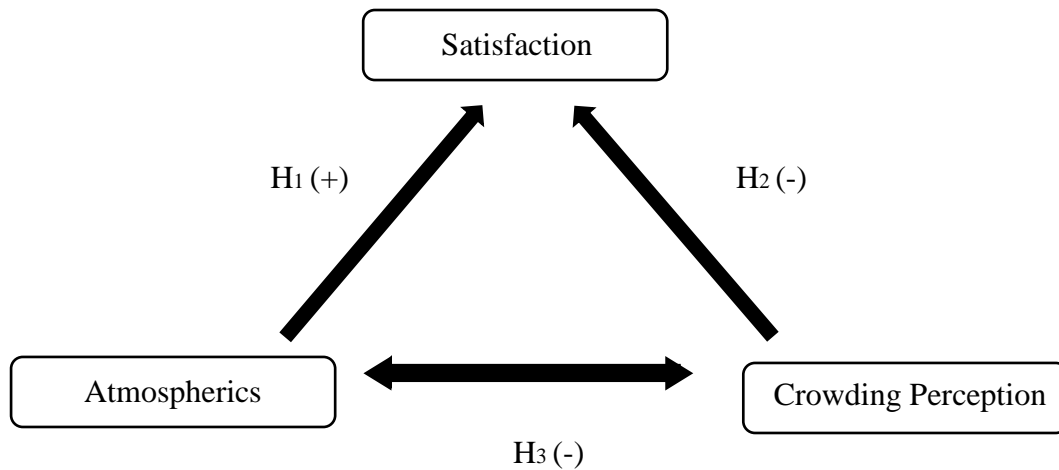 Satisfaction
H1 (+)
H2 (-)
Atmospherics
Crowding Perception
H3 (-)